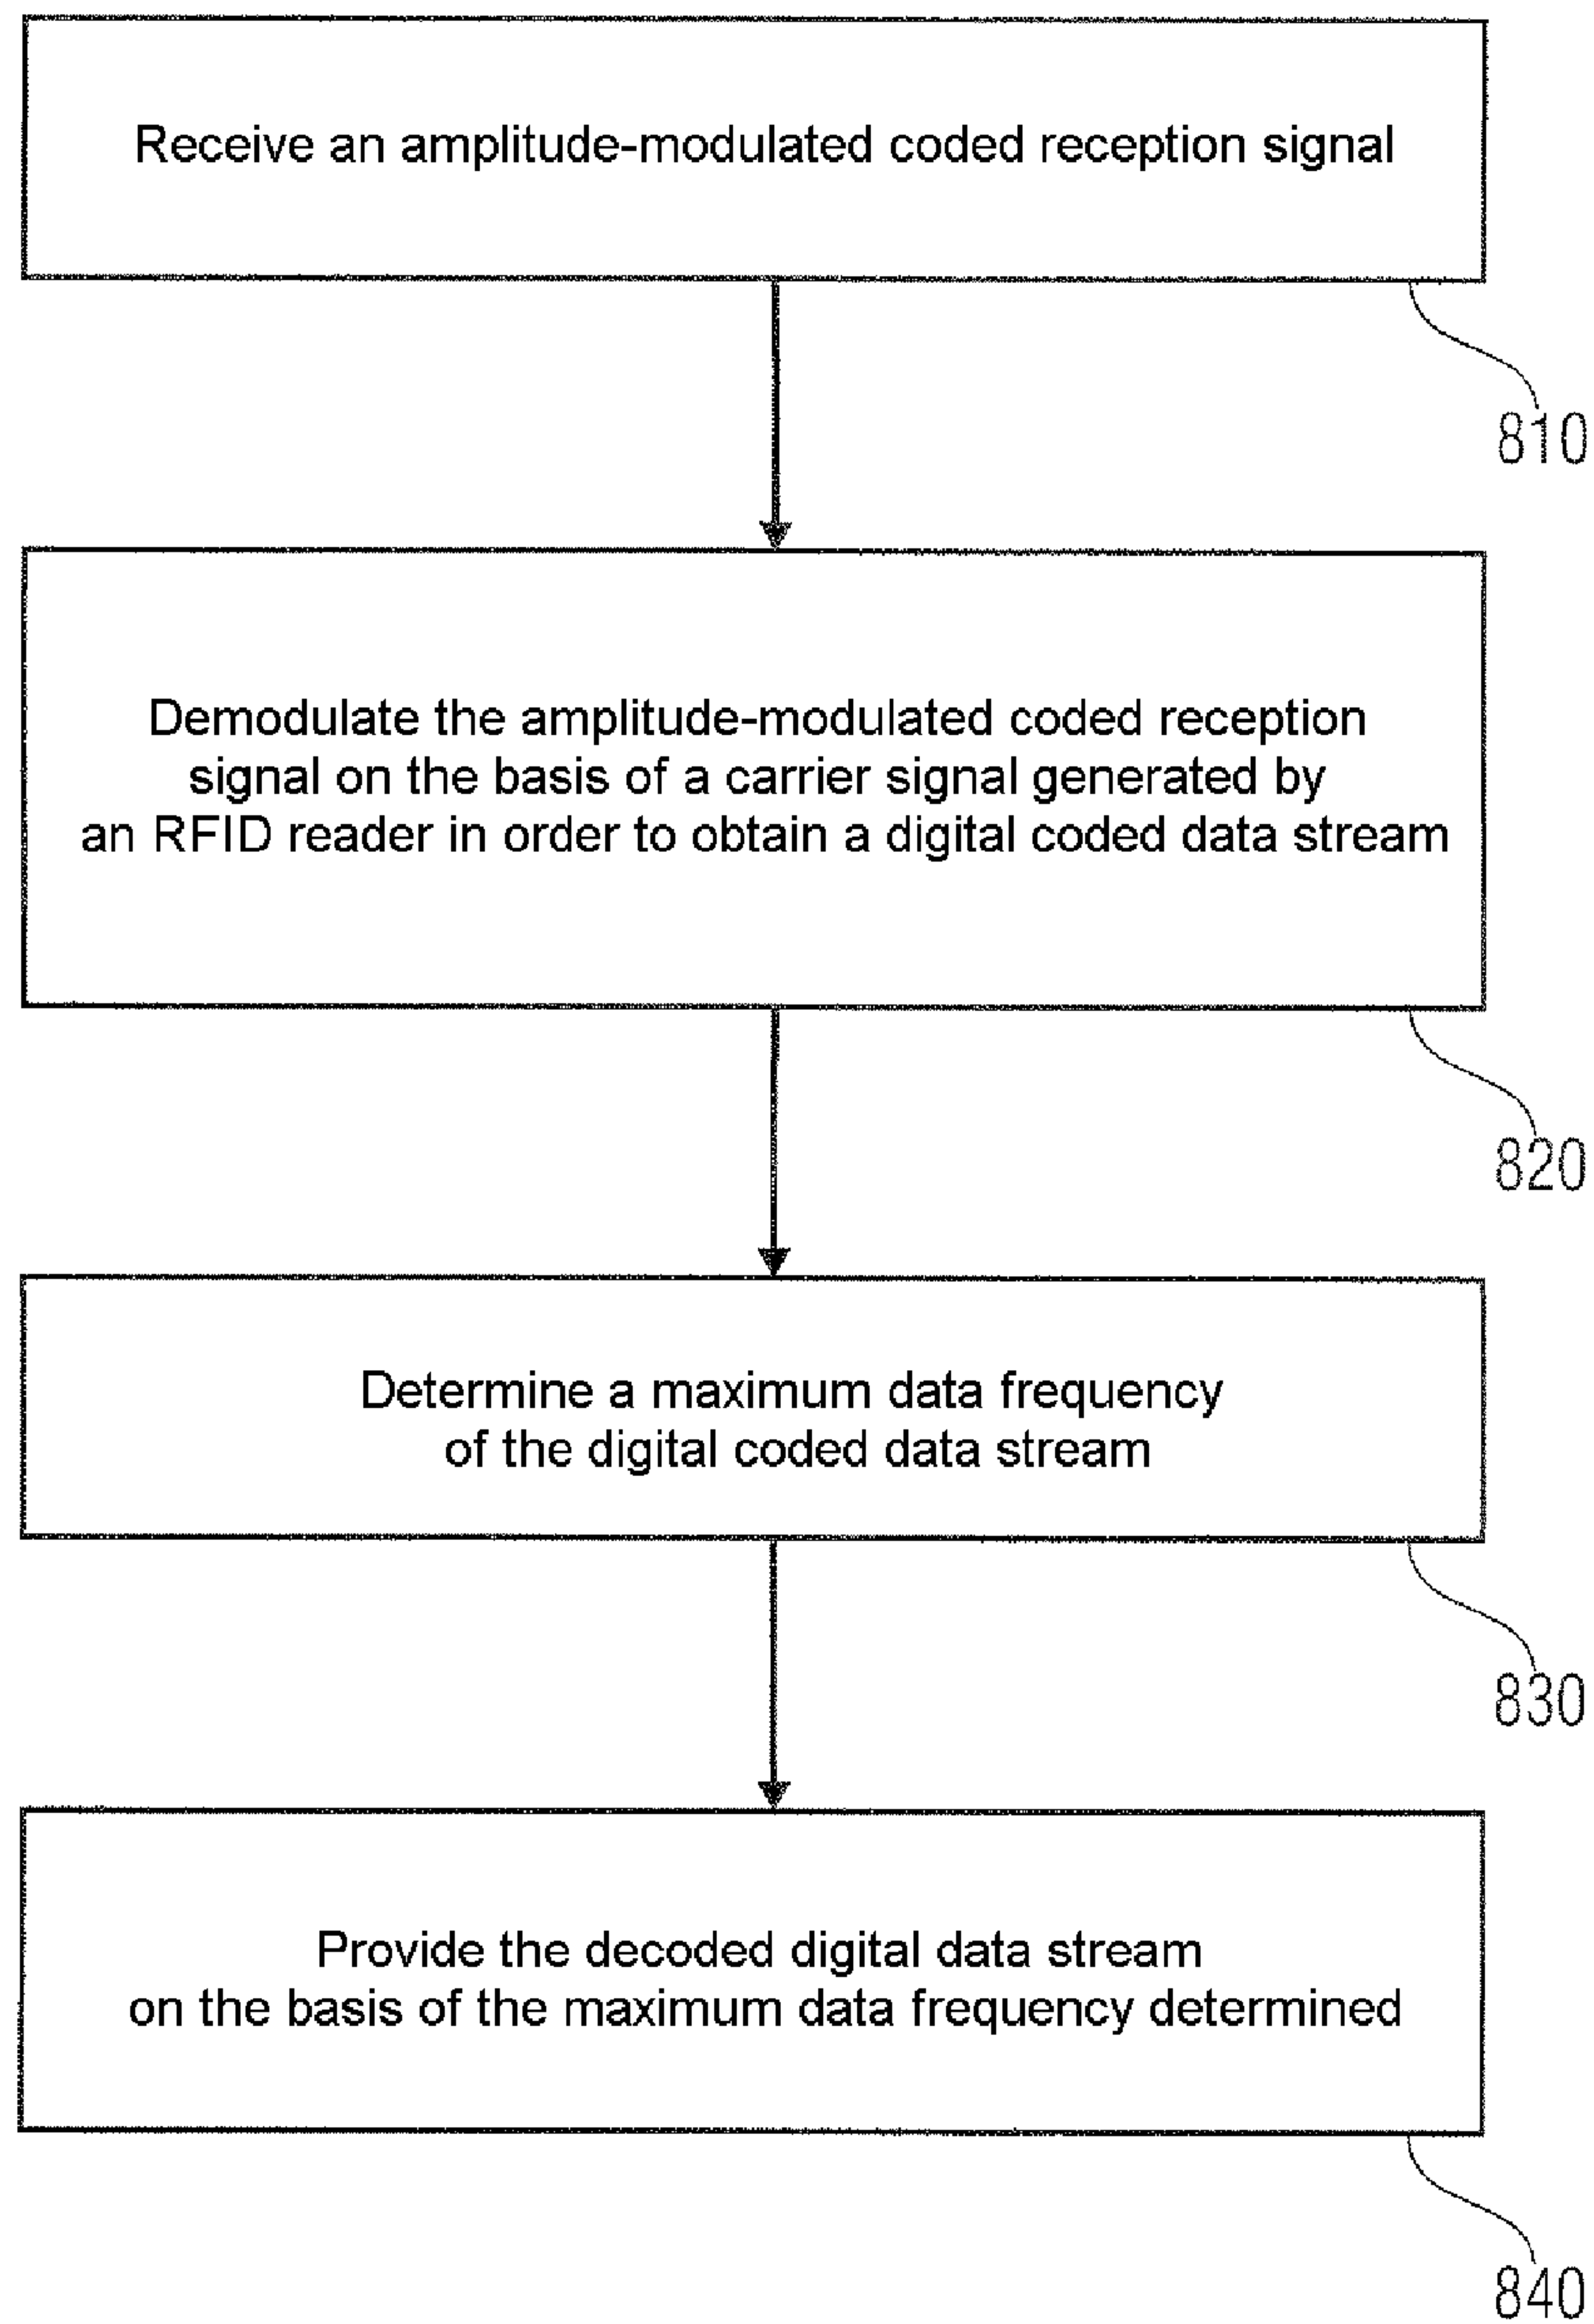 Receive an amplitude-modulated coded reception signal
810
Demodulate the amplitude-modulated coded reception
signal on the basis of a carrier signal generated by
an RFID reader in order to obtain a digital coded data stream
820
Determine a maximum data frequency
of the digital coded data stream
830
Provide the decoded digital data stream
on the basis of the maximum data frequency determined
840